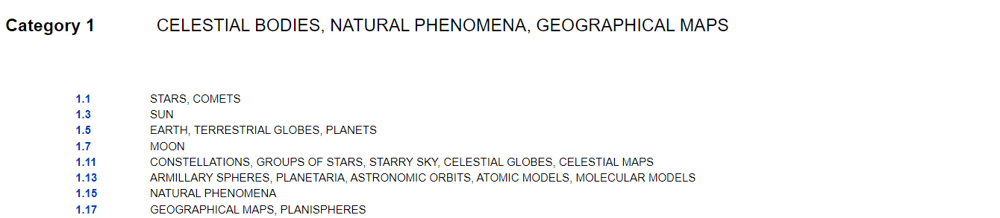 Category 1 CELESTIAL BODIES, NATURAL PHENOMENA, GEOGRAPHICAL MAPS
1.1 STARS, COMETS
1.3 SUN
1.5 EARTH, TERRESTRIAL GLOBES, PLANETS
1.7 MOON
1.11 CONSTELLATIONS, GROUPS OF STARS, STARRY SKY, CELESTIAL GLOBES, CELESTIAL MAPS
1.13 ARMILLARY SPHERES, PLANETARIA, ASTRONOMIC ORBITS, ATOMIC MODELS, MOLECULAR MODELS
1.15 NATURAL PHENOMENA
1.17 GEOGRAPHICAL MAPS, PLANISPHERES